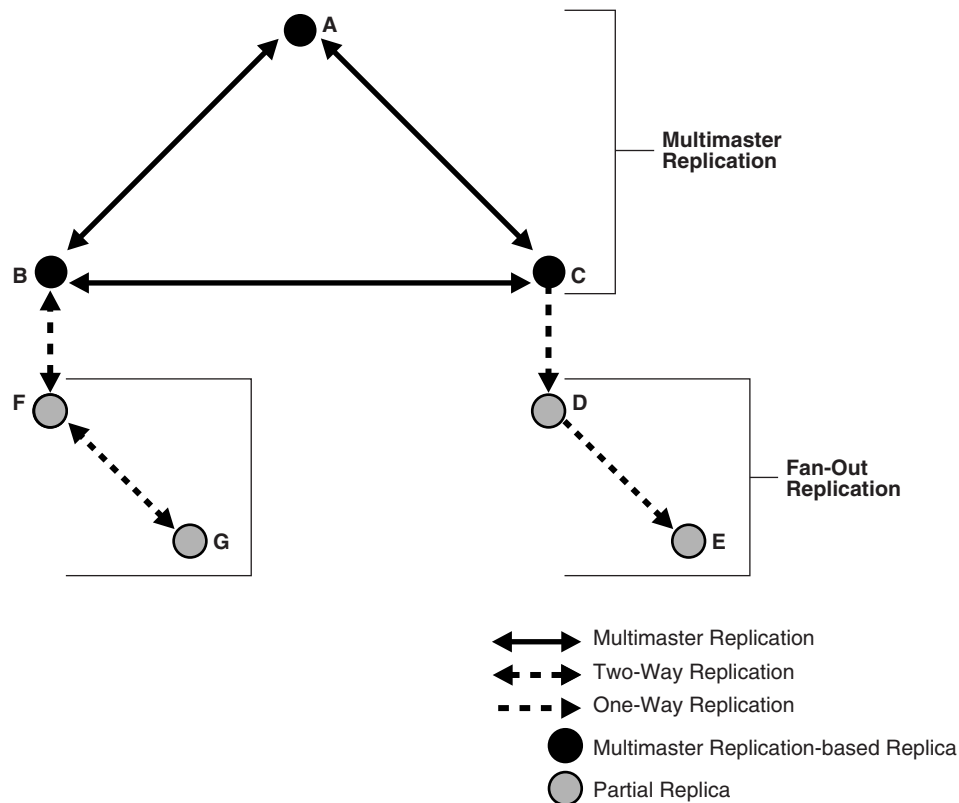 A
Multimaster
Replication
B
C
F
D
Fan-Out
Replication
G
E
Multimaster Replication
Two-Way Replication
One-Way Replication
Multimaster Replication-based Replica
Partial Replica